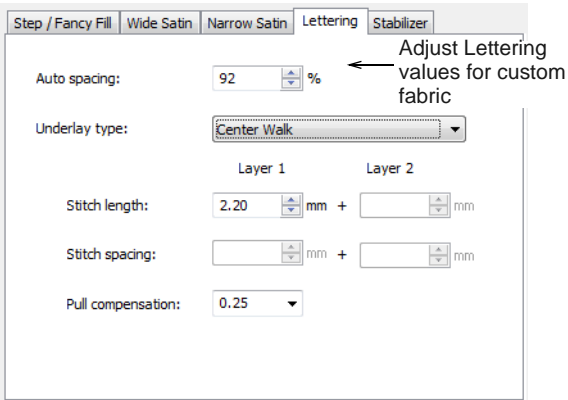 Step / Fancy Fill Wide Satin Narrow Satin Lettering Stabilizer
Adjust Lettering
values for custom
fabric
Auto spacing: 92 %
Underlay type: Center Walk
Layer 1 Layer 2
Stitch length: 2.20 mm + mm
Stitch spacing: mm + mm
Pull compensation: 0.25